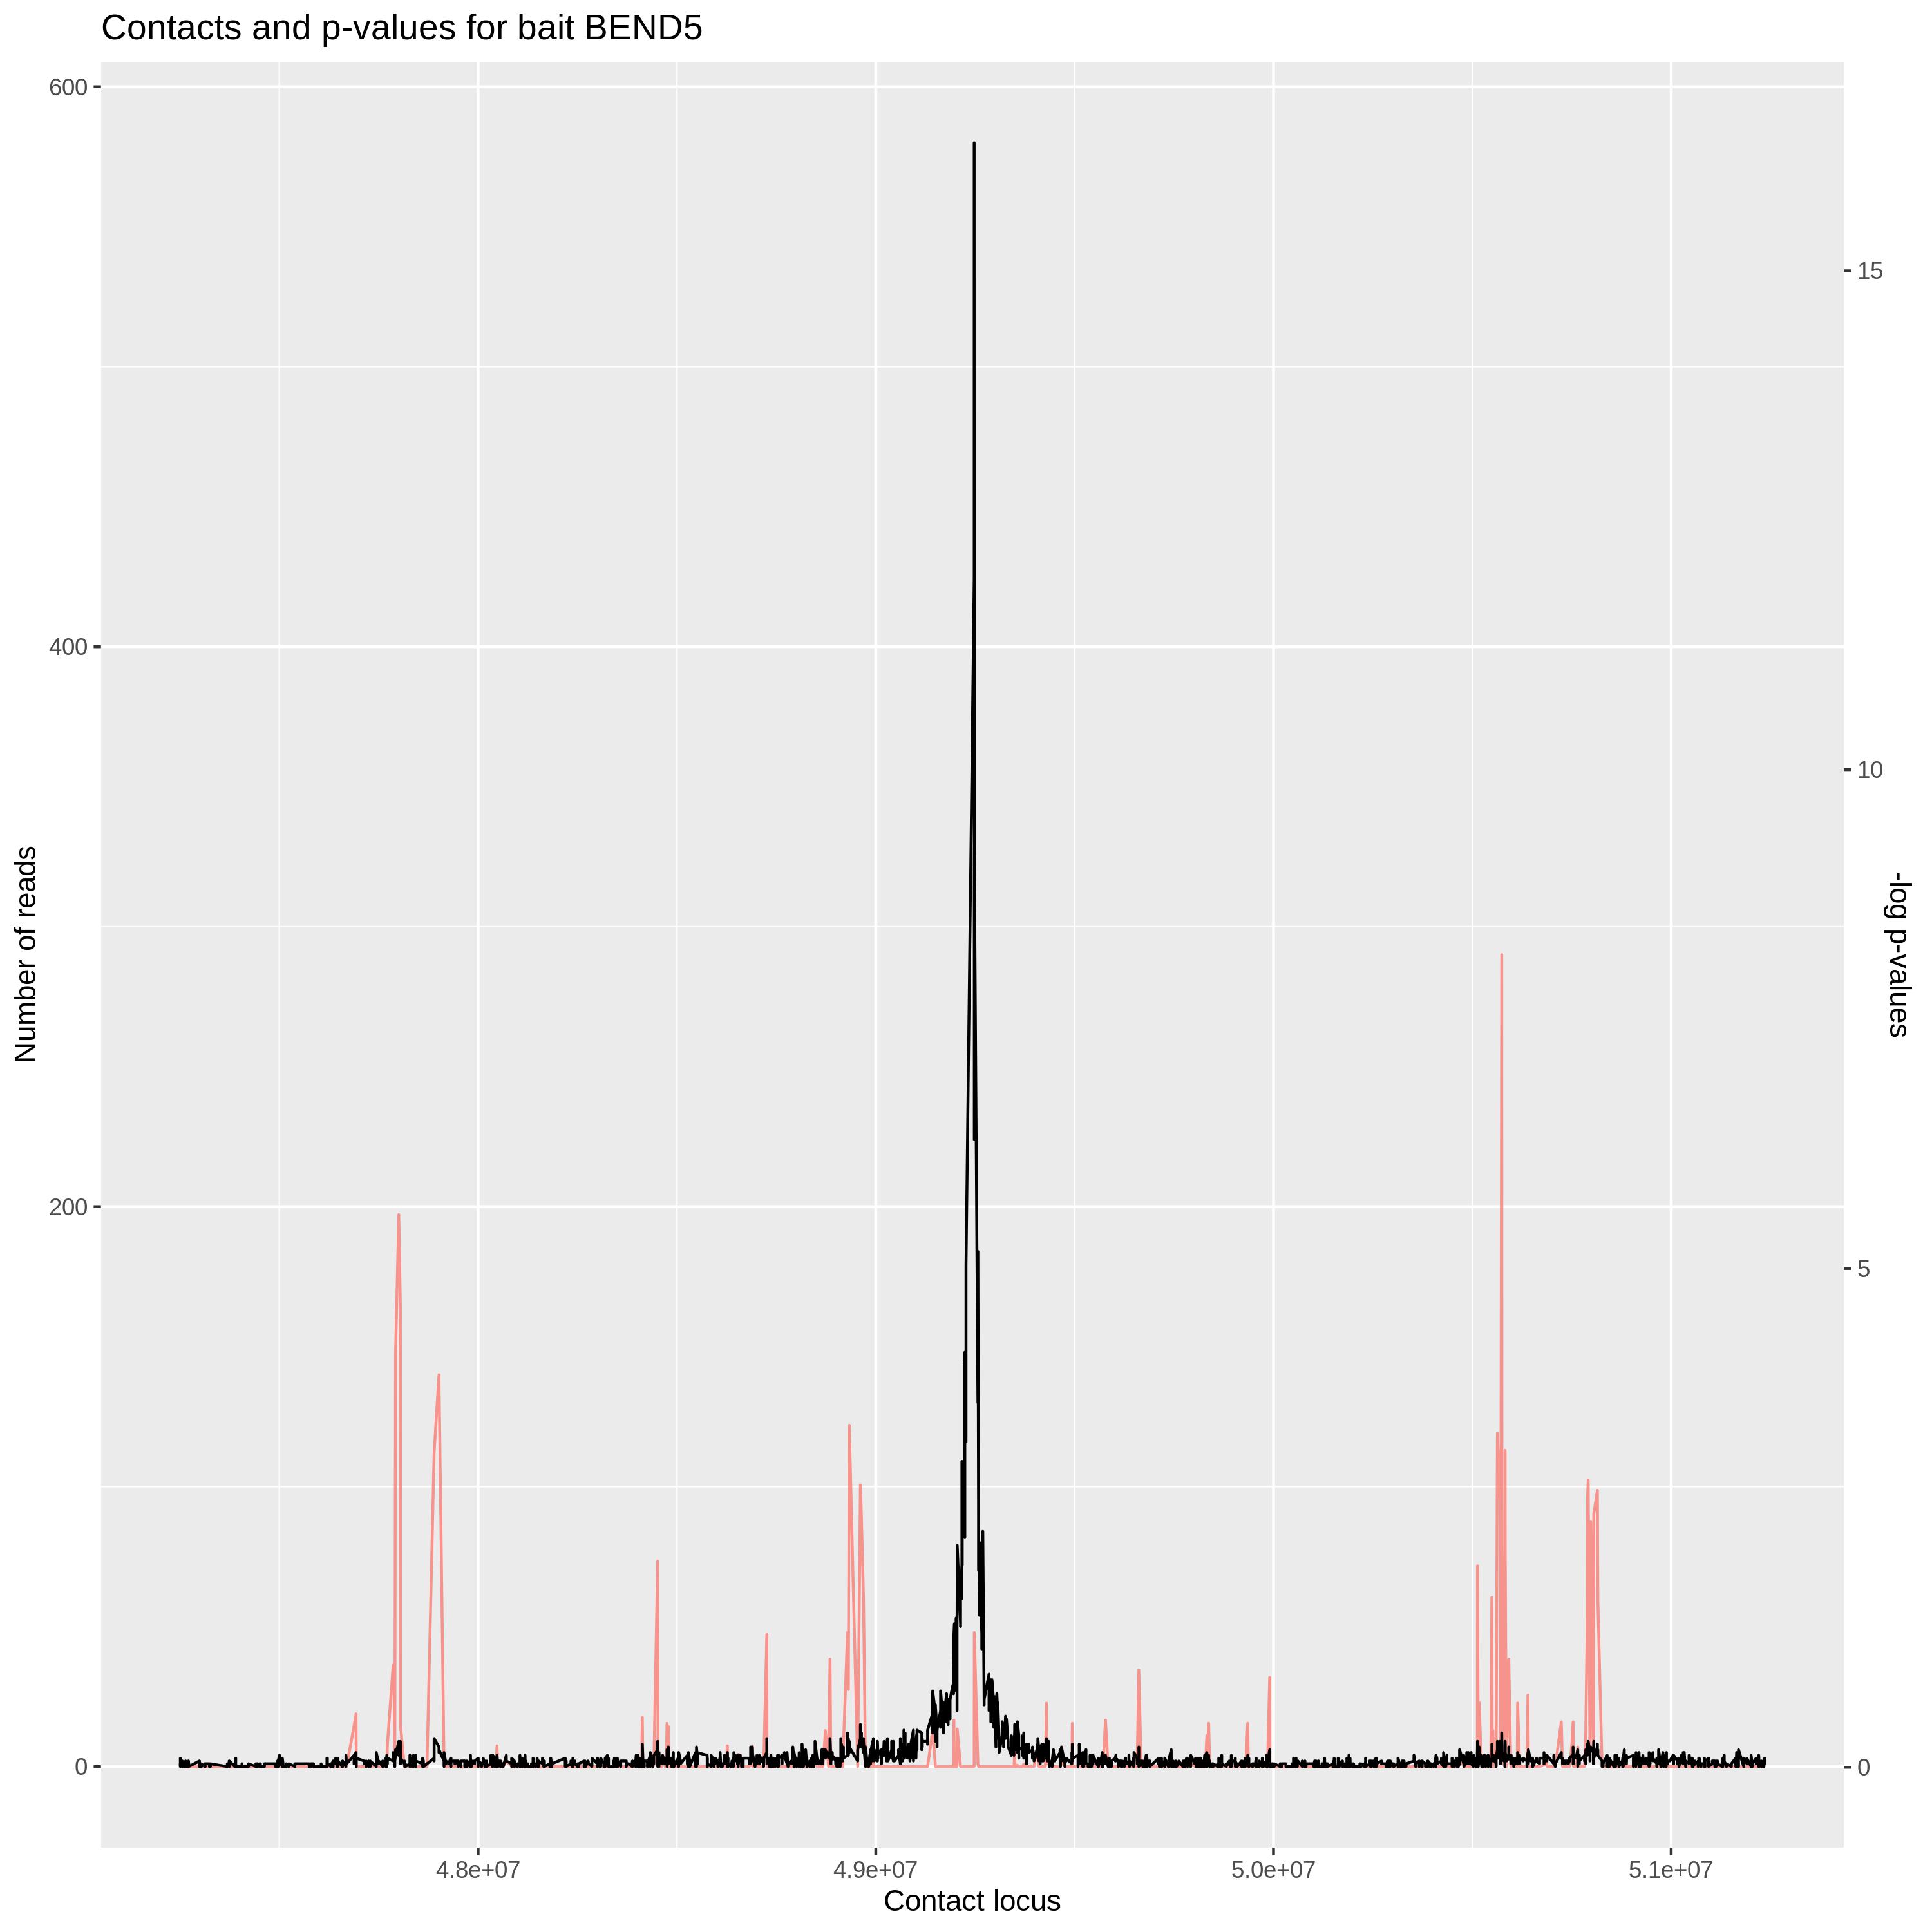 Contacts and p-values for bait BEND5
600
400
200
0
Number of reads
15
10
5
0
-log p-values
4.8e+07
4.9e+07
5.0e+07
5.1e+07
Contact locus